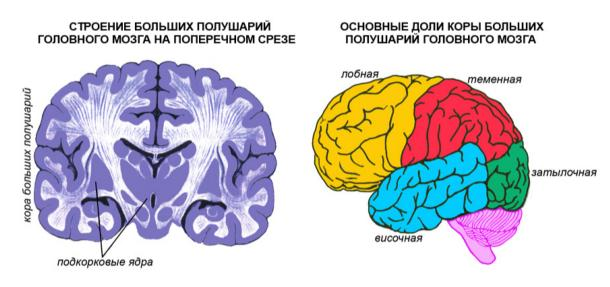 СТРОЕНИЕ БОЛЬШИХ ПОЛУШАРИЙ
ГОЛОВНОГО МОЗГА НА ПОПЕРЕЧНОМ СРЕЗЕ
кора больших полушарий
подкорковые ядра
ОСНОВНЫЕ ДОЛИ КОРЫ БОЛЬШИХ
ПОЛУШАРИЙ ГОЛОВНОГО МОЗГА
лобная
теменная
затылочная
височная